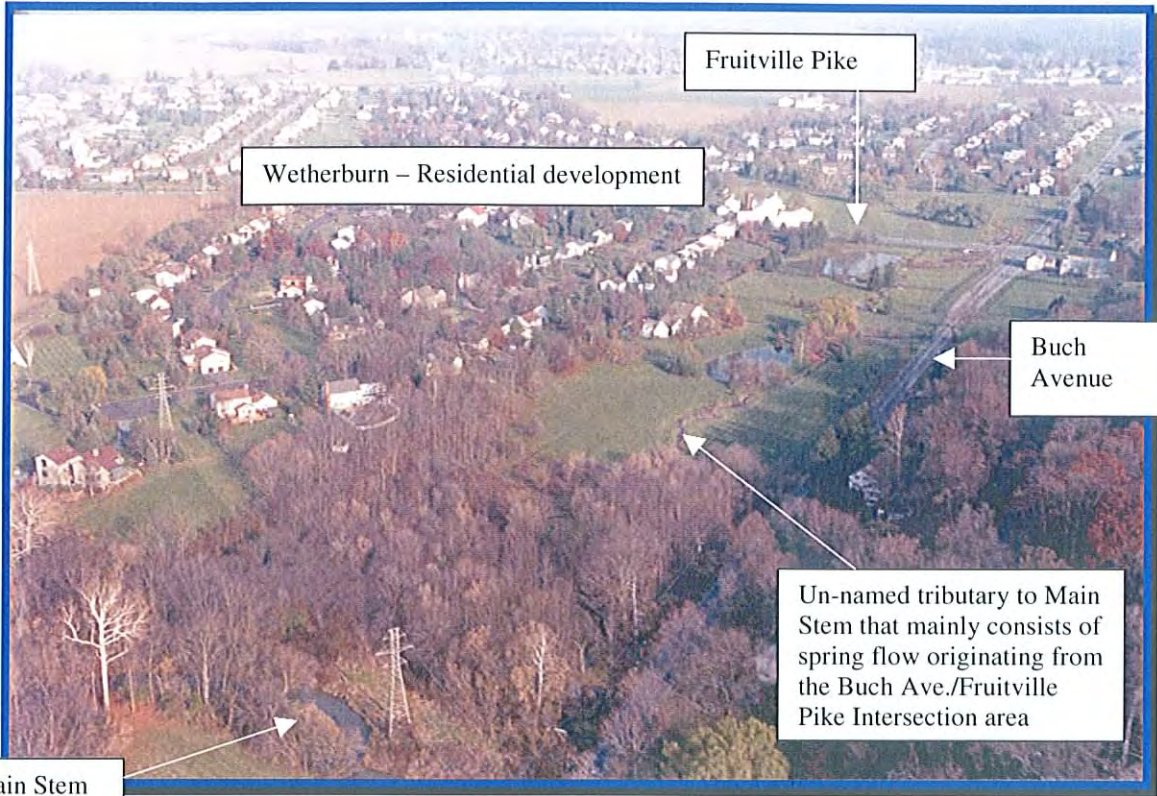 Fruitville Pike
Wetherburn – Residential development
Buch
Avenue
Un-named tributary to Main
Stem that mainly consists of
spring flow originating from
the Buch Ave./Fruitville
Pike Intersection area
Stem